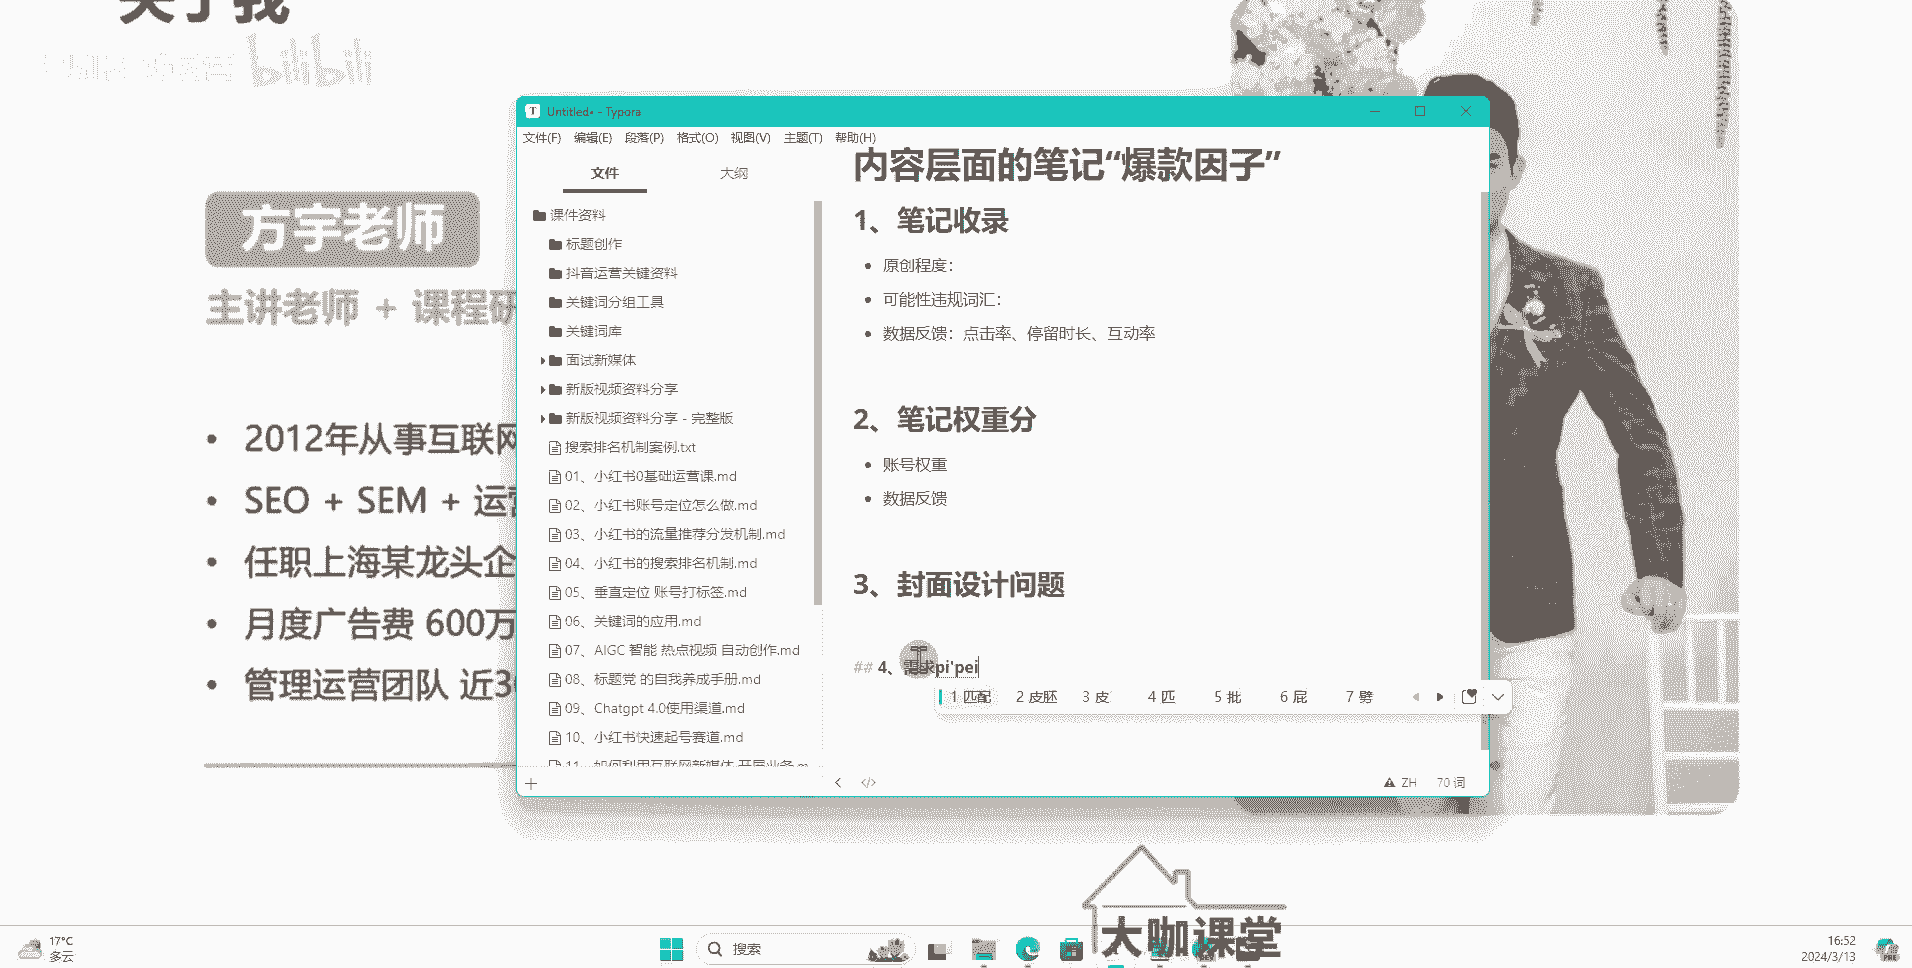 关于我
bilibili
方宇老师
主讲老师 + 课程研
2012年从事互联网
SEO + SEM + 运营
任职上海某龙头企
月度广告费 600万
管理运营团队 近30
Untitled• - Typora
文件(F) 编辑(E) 段落(P) 格式(O) 视图(V) 主题(T) 帮助(H)
文件 大纲
课件资料
标题创作
抖音运营关键资料
关键词分组工具
关键词库
面试新媒体
新版视频资料分享
新版视频资料分享 - 完整版
搜索排名机制案例.txt
01、小红书0基础运营课.md
02、小红书账号定位怎么做.md
03、小红书的流量推荐分发机制.md
04、小红书的搜索排名机制.md
05、垂直定位 账号打标签.md
06、关键词的应用.md
07、AIGC 智能 热点视频 自动创作.md
08、标题党 的自我养成手册.md
09、Chatgpt 4.0使用渠道.md
10、小红书快速起号赛道.md
11、如何利用互联网新媒体 开展业务.m
内容层面的笔记“爆款因子”
1、笔记收录
原创程度：
可能性违规词汇：
数据反馈：点击率、停留时长、互动率
2、笔记权重分
账号权重
数据反馈
3、封面设计问题
## 4、需求pi'pei
1 匹配 2 皮胚 3 皮 4 匹 5 批 6 屁 7 劈
ZH 70 词
大咖课堂
17°C
多云
搜索
16:52
2024/3/13
PRE